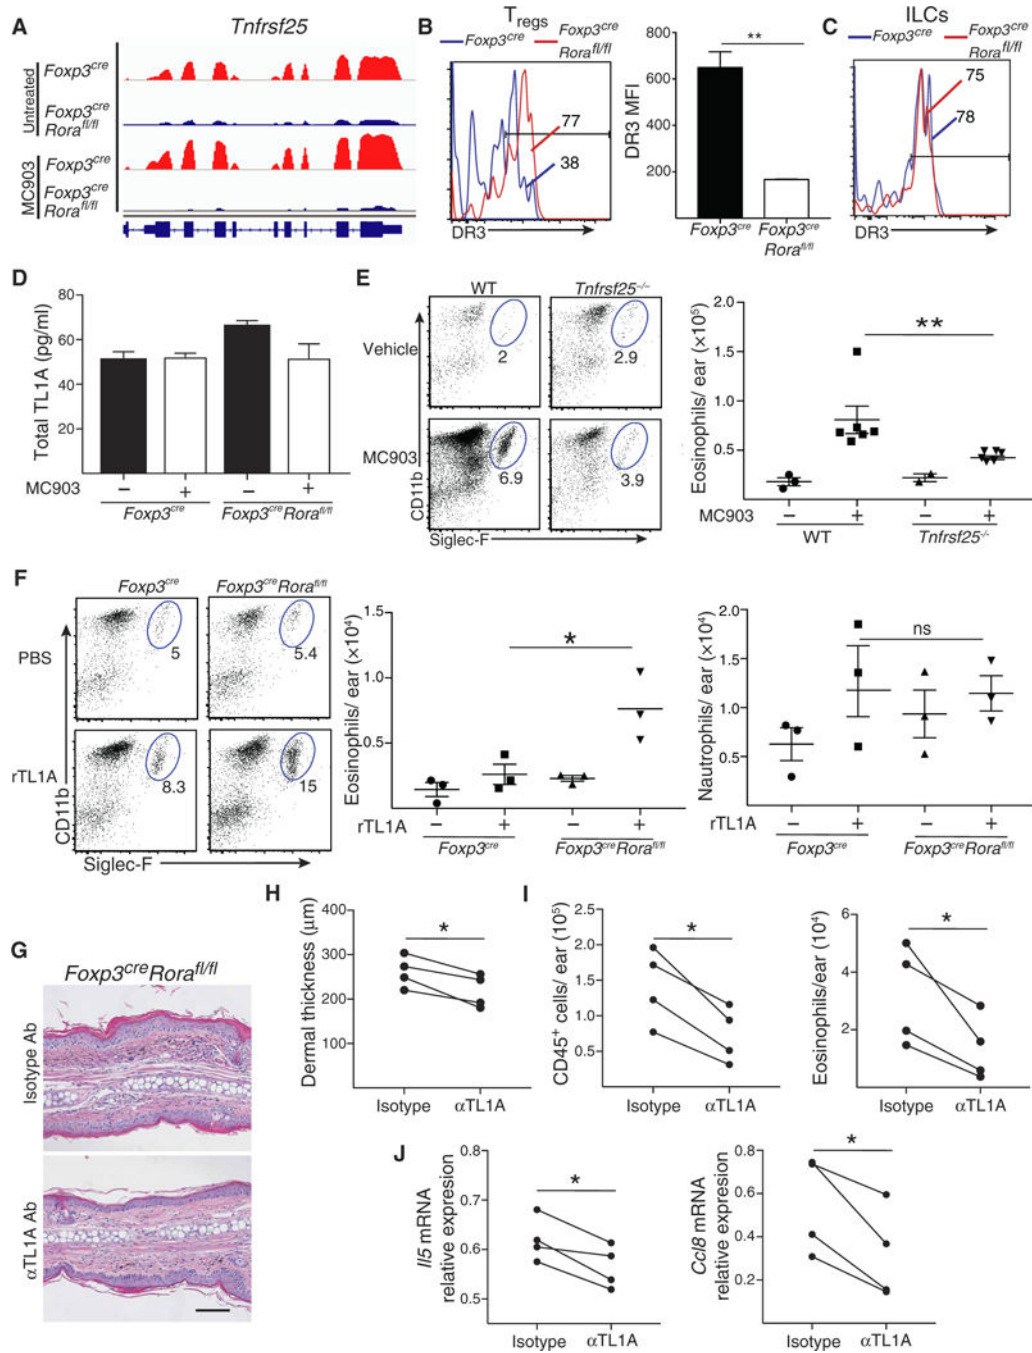 A
Tnfrsf25
Untreated
Foxp3cre
Foxp3cre
Rorafl/fl
MC903
Foxp3cre
Foxp3cre
Rorafl/fl
B
Tregs
Foxp3cre
Foxp3cre
Rorafl/fl
77
38
DR3
DR3 MFI
800
600
400
200
**
Foxp3cre
Foxp3cre
Rorafl/fl
C
ILCs
Foxp3cre
Foxp3cre
Rorafl/fl
75
78
DR3
D
Total TL1A (pg/ml)
80
60
40
20
MC903
− + − +
Foxp3cre
Foxp3creRorafl/fl
E
WT
Tnfrsf25-/-
Vehicle
2
2.9
MC903
6.9
3.9
CD11b
Siglec-F
Eosinophils/ ear (×10⁵)
2.0
1.5
1.0
0.5
**
MC903
− + − +
WT
Tnfrsf25-/-
F
Foxp3cre
Foxp3creRorafl/fl
PBS
5
5.4
rTL1A
8.3
15
CD11b
Siglec-F
Eosinophils/ ear (×10⁴)
1.5
1.0
0.5
*
rTL1A
− + − +
Foxp3cre
Foxp3creRorafl/fl
Nautrophils/ ear (×10⁴)
2.0
1.5
1.0
0.5
ns
rTL1A
− + − +
Foxp3cre
Foxp3creRorafl/fl
G
Foxp3creRorafl/fl
Isotype Ab
αTL1A Ab
H
Dermal thickness (μm)
400
300
200
100
*
Isotype αTL1A
I
CD45+ cells/ ear (10⁵)
2.5
2.0
1.5
1.0
0.5
*
Isotype αTL1A
Eosinophils/ear (10⁴)
6
4
2
*
Isotype αTL1A
J
Il5 mRNA
relative expresion
0.8
0.7
0.6
0.5
*
Isotype αTL1A
Ccl8 mRNA
relative expresion
0.8
0.6
0.4
0.2
*
Isotype αTL1A